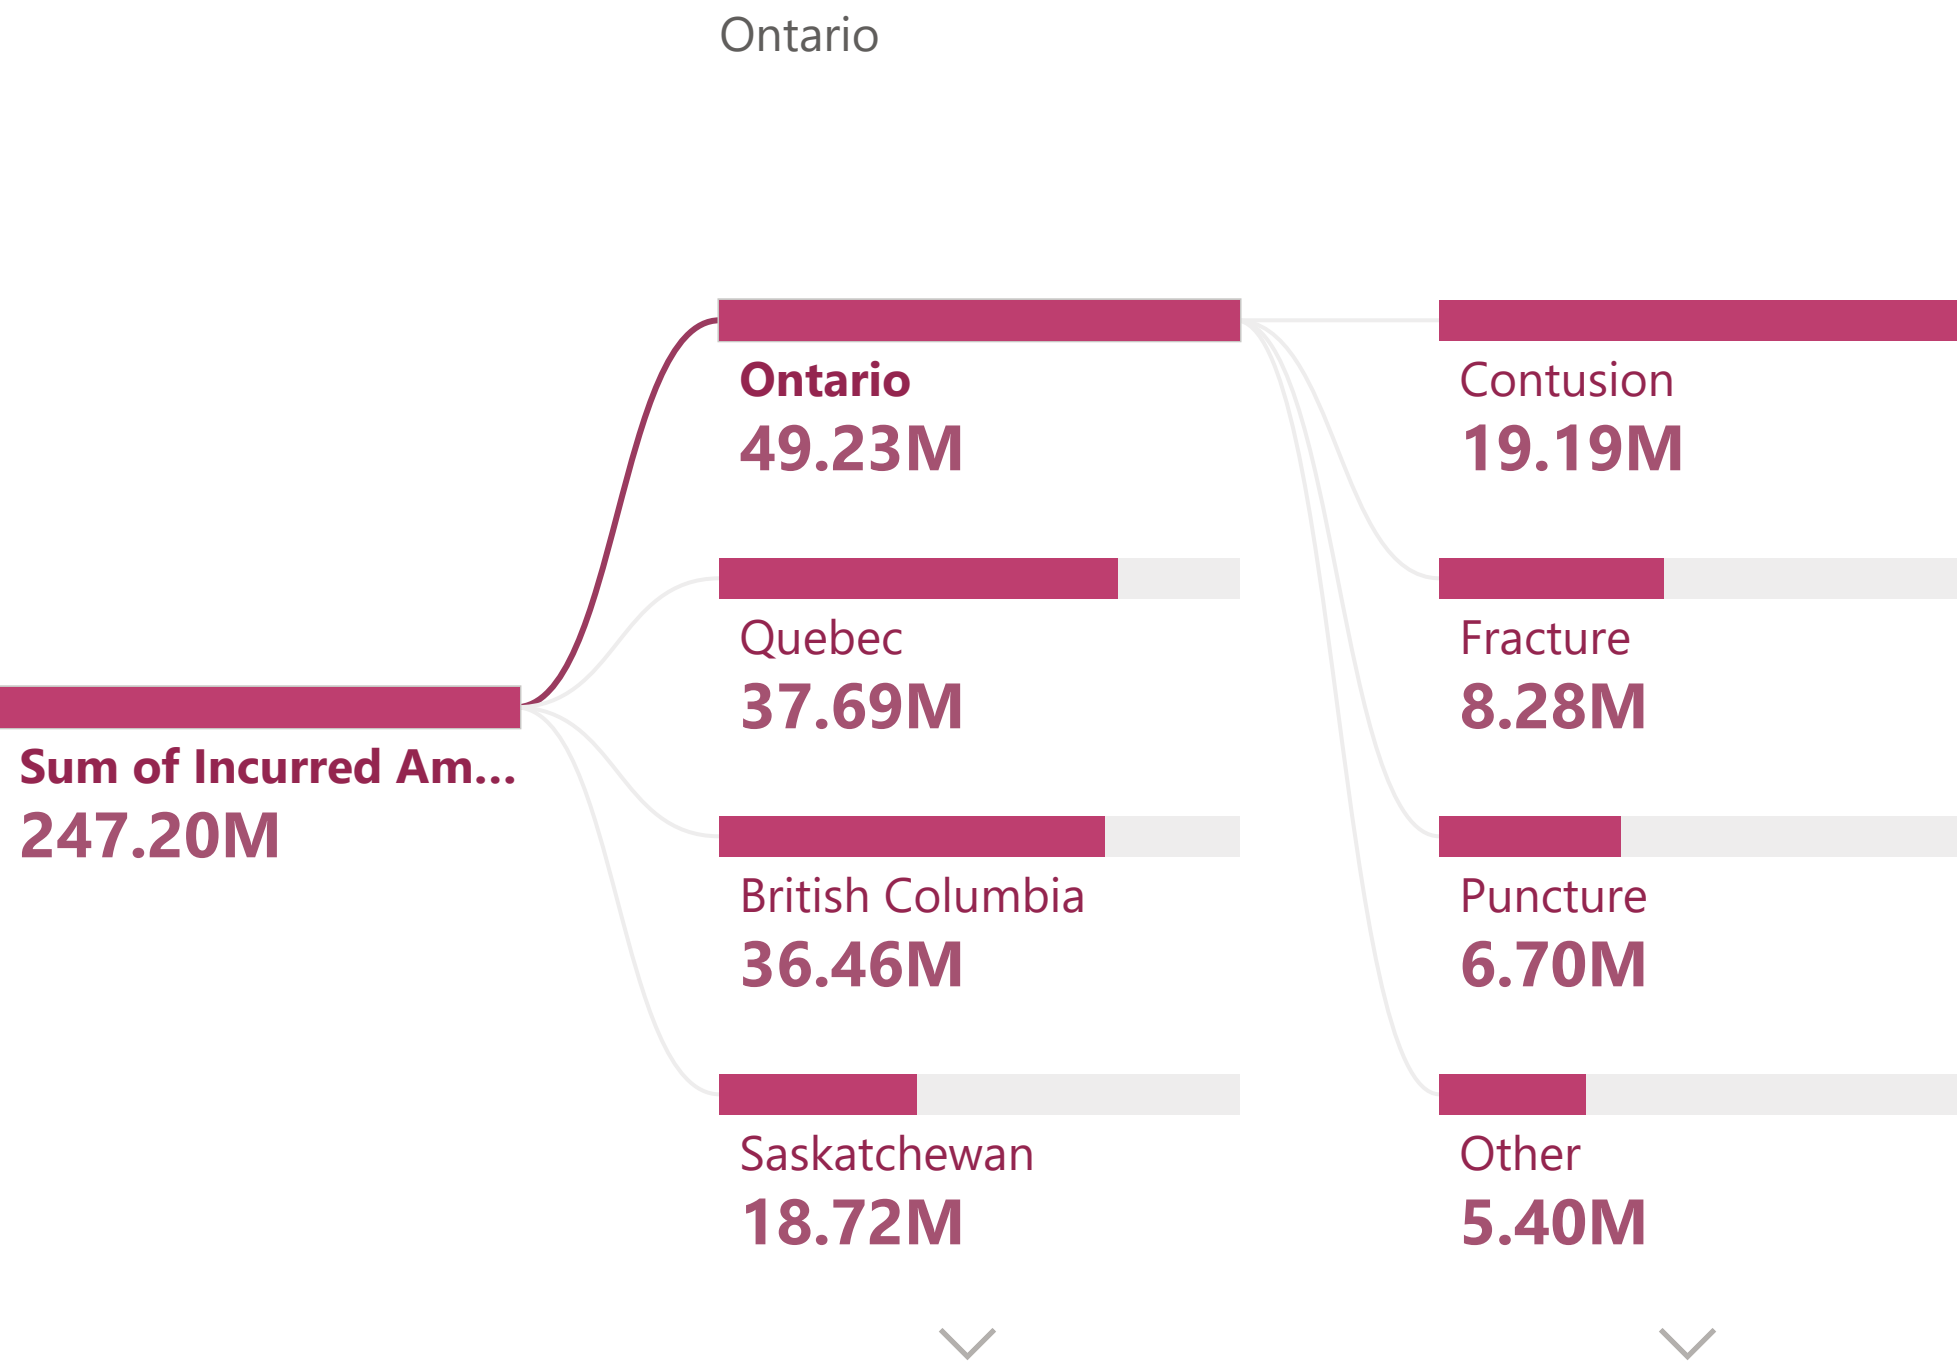 Ontario
Sum of Incurred Am...
247.20M
Ontario
49.23M
Quebec
37.69M
British Columbia
36.46M
Saskatchewan
18.72M
Contusion
19.19M
Fracture
8.28M
Puncture
6.70M
Other
5.40M